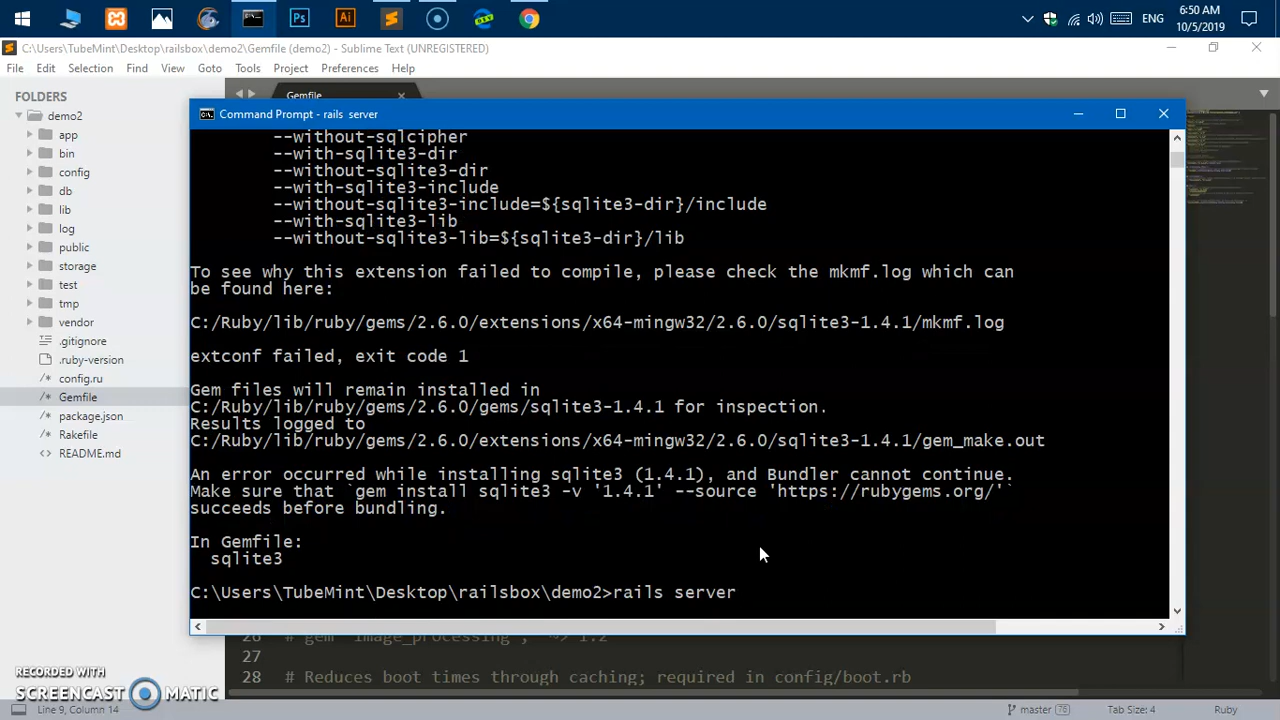 Ps
Ai
6:50 AM
ENG
10/5/2019
C:\Users\TubeMint\Desktop\railsbox\demo2\Gemfile (demo2) - Sublime Text (UNREGISTERED)
File Edit Selection Find View Goto Tools Project Preferences Help
FOLDERS
demo2
app
bin
config
db
lib
log
public
storage
test
tmp
vendor
.gitignore
.ruby-version
config.ru
Gemfile
package.json
Rakefile
README.md
Gemfile
Command Prompt - rails server
--without-sqlcipher
--with-sqlite3-dir
--without-sqlite3-dir
--with-sqlite3-include
--without-sqlite3-include=${sqlite3-dir}/include
--with-sqlite3-lib
--without-sqlite3-lib=${sqlite3-dir}/lib
To see why this extension failed to compile, please check the mkmf.log which can
be found here:
C:/Ruby/lib/ruby/gems/2.6.0/extensions/x64-mingw32/2.6.0/sqlite3-1.4.1/mkmf.log
extconf failed, exit code 1
Gem files will remain installed in
C:/Ruby/lib/ruby/gems/2.6.0/gems/sqlite3-1.4.1 for inspection.
Results logged to
C:/Ruby/lib/ruby/gems/2.6.0/extensions/x64-mingw32/2.6.0/sqlite3-1.4.1/gem_make.out
An error occurred while installing sqlite3 (1.4.1), and Bundler cannot continue.
Make sure that `gem install sqlite3 -v '1.4.1' --source 'https://rubygems.org/'`
succeeds before bundling.
In Gemfile:
sqlite3
C:\Users\TubeMint\Desktop\railsbox\demo2>rails server
26 # gem 'image_processing', '~> 1.2'
27
28 # Reduces boot times through caching; required in config/boot.rb
RECORDED WITH
SCREENCAST MATIC
Line 9, Column 14
master 76
Tab Size: 4
Ruby